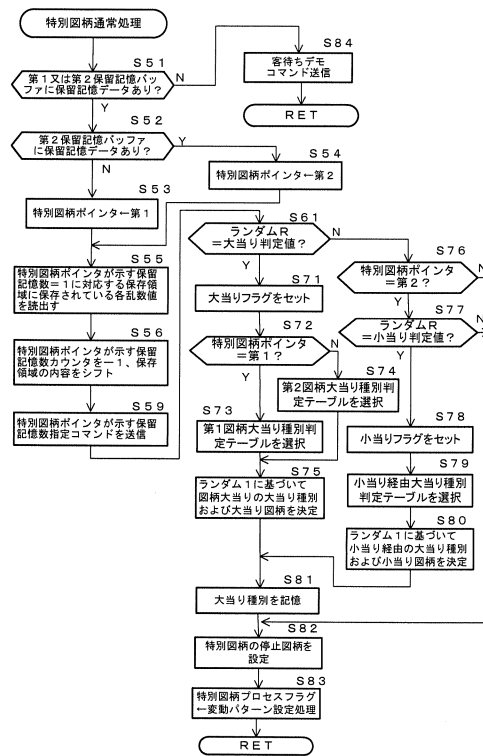 特別図柄通常処理
S51
第1又は第2保留記憶バッ
ファに保留記憶データあり?
N
Y
S84
客待ちデモ
コマンド送信
RET
S52
第2保留記憶バッファ
に保留記憶データあり?
Y
N
S53
特別図柄ポインタ←第1
S54
特別図柄ポインタ←第2
S55
特別図柄ポインタが示す保留
記憶数=1に対応する保存領
域に保存されている各乱数値
を読出す
S56
特別図柄ポインタが示す保留
記憶数カウンタを-1、保存
領域の内容をシフト
S59
特別図柄ポインタが示す保留
記憶数指定コマンドを送信
S61
ランダムR
=大当り判定値?
N
Y
S71
大当りフラグをセット
S72
特別図柄ポインタ
=第1?
N
Y
S73
第1図柄大当り種別判
定テーブルを選択
S74
第2図柄大当り種別判
定テーブルを選択
S75
ランダム1に基づいて
図柄大当りの大当り種別
および大当り図柄を決定
S76
特別図柄ポインタ
=第2?
N
Y
S77
ランダムR
=小当り判定値?
N
Y
S78
小当りフラグをセット
S79
小当り経由大当り種別
判定テーブルを選択
S80
ランダム1に基づいて
小当り経由の大当り種別
および小当り図柄を決定
S81
大当り種別を記憶
S82
特別図柄の停止図柄を
設定
S83
特別図柄プロセスフラグ
←変動パターン設定処理
RET